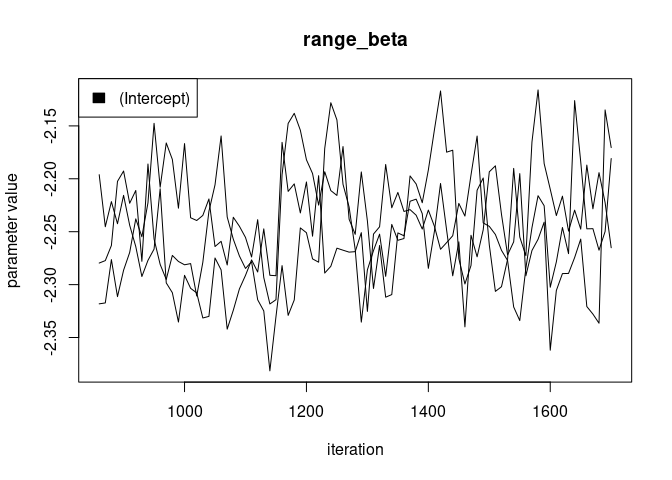 range_beta
(Intercept)
parameter value
-2.15
-2.20
-2.25
-2.30
-2.35
1000 1200 1400 1600
iteration